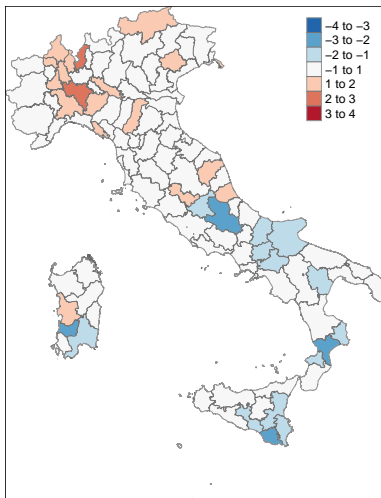 −4 to −3
−3 to −2
−2 to −1
−1 to 1
1 to 2
2 to 3
3 to 4